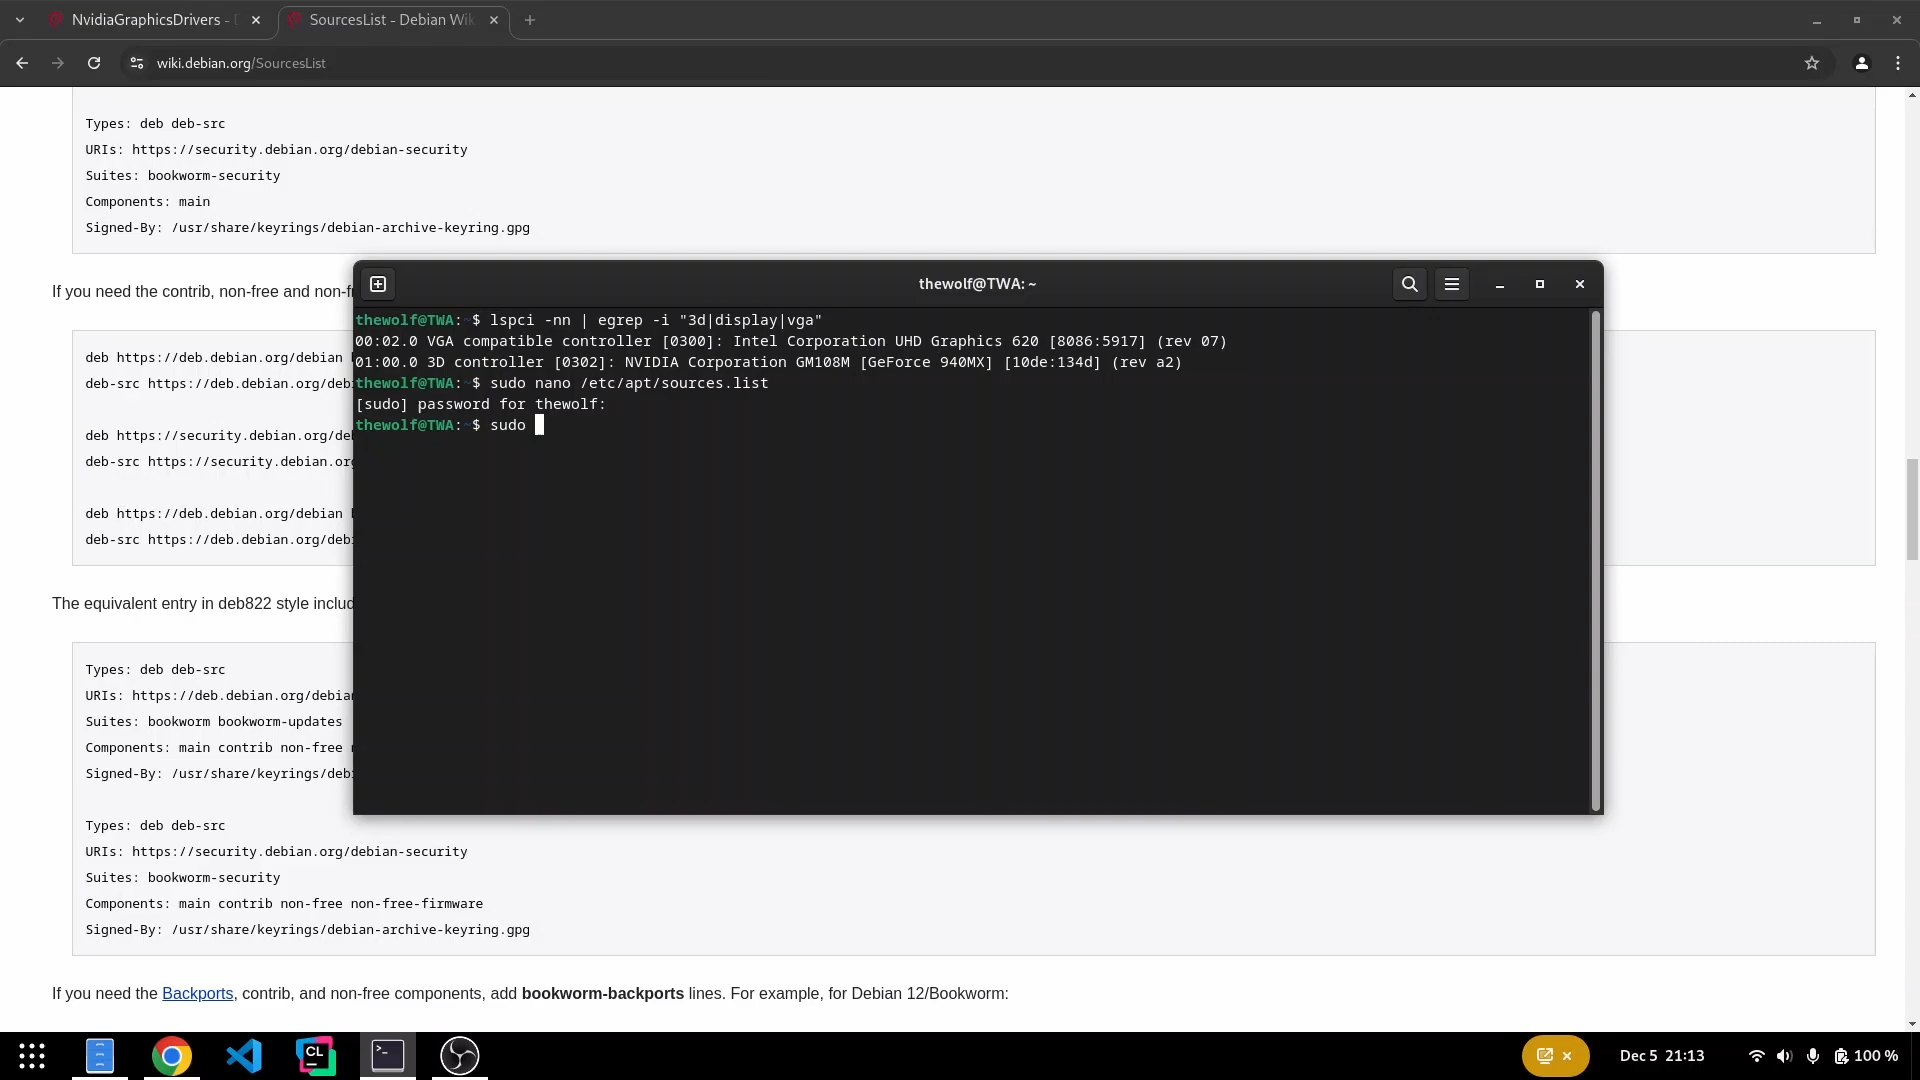 NvidiaGraphicsDrivers -
SourcesList - Debian Wik
wiki.debian.org/SourcesList
Types: deb deb-src
URIs: https://security.debian.org/debian-security
Suites: bookworm-security
Components: main
Signed-By: /usr/share/keyrings/debian-archive-keyring.gpg
If you need the contrib, non-free and non-f
deb https://deb.debian.org/debian
deb-src https://deb.debian.org/deb
deb https://security.debian.org/de
deb-src https://security.debian.org
deb https://deb.debian.org/debian
deb-src https://deb.debian.org/deb
The equivalent entry in deb822 style includ
Types: deb deb-src
URIs: https://deb.debian.org/debian
Suites: bookworm bookworm-updates
Components: main contrib non-free
Signed-By: /usr/share/keyrings/deb
Types: deb deb-src
URIs: https://security.debian.org/debian-security
Suites: bookworm-security
Components: main contrib non-free non-free-firmware
Signed-By: /usr/share/keyrings/debian-archive-keyring.gpg
If you need the Backports, contrib, and non-free components, add bookworm-backports lines. For example, for Debian 12/Bookworm:
thewolf@TWA: ~
thewolf@TWA:~$ lspci -nn | egrep -i "3d|display|vga"
00:02.0 VGA compatible controller [0300]: Intel Corporation UHD Graphics 620 [8086:5917] (rev 07)
01:00.0 3D controller [0302]: NVIDIA Corporation GM108M [GeForce 940MX] [10de:134d] (rev a2)
thewolf@TWA:~$ sudo nano /etc/apt/sources.list
[sudo] password for thewolf:
thewolf@TWA:~$ sudo
CL
Dec 5 21:13
100 %